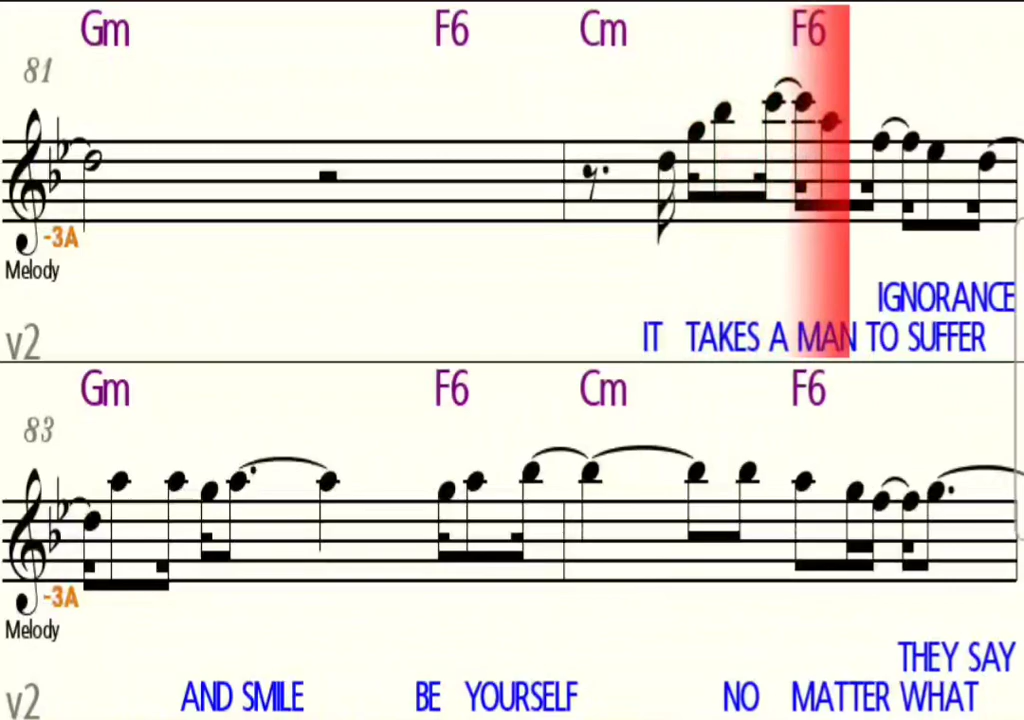 Gm F6 Cm F6
81
-3A
Melody
IGNORANCE
v2 IT TAKES A MAN TO SUFFER
Gm F6 Cm F6
83
-3A
Melody
THEY SAY
v2 AND SMILE BE YOURSELF NO MATTER WHAT